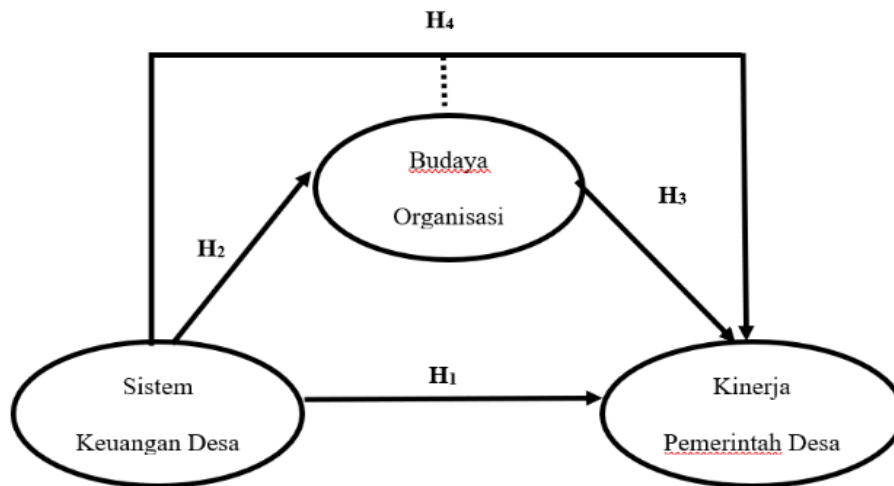 H₄
Budaya
Organisasi
H₃
H₂
H₁
Sistem
Keuangan Desa
Kinerja
Pemerintah Desa